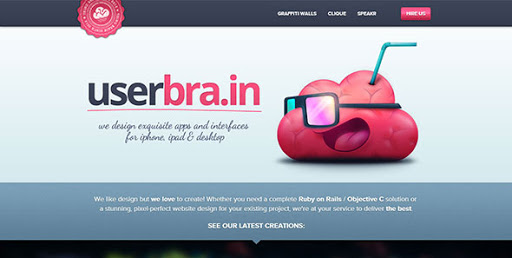 GRAFFITI WALLS CLIQUE SPEAKR HIRE US
userbra.in
we design exquisite apps and interfaces
for iphone, ipad & desktop
We like design but we love to create! Whether you need a complete Ruby on Rails / Objective C solution or
a stunning, pixel-perfect website design for your existing project, we're at your service to deliver the best.
SEE OUR LATEST CREATIONS: